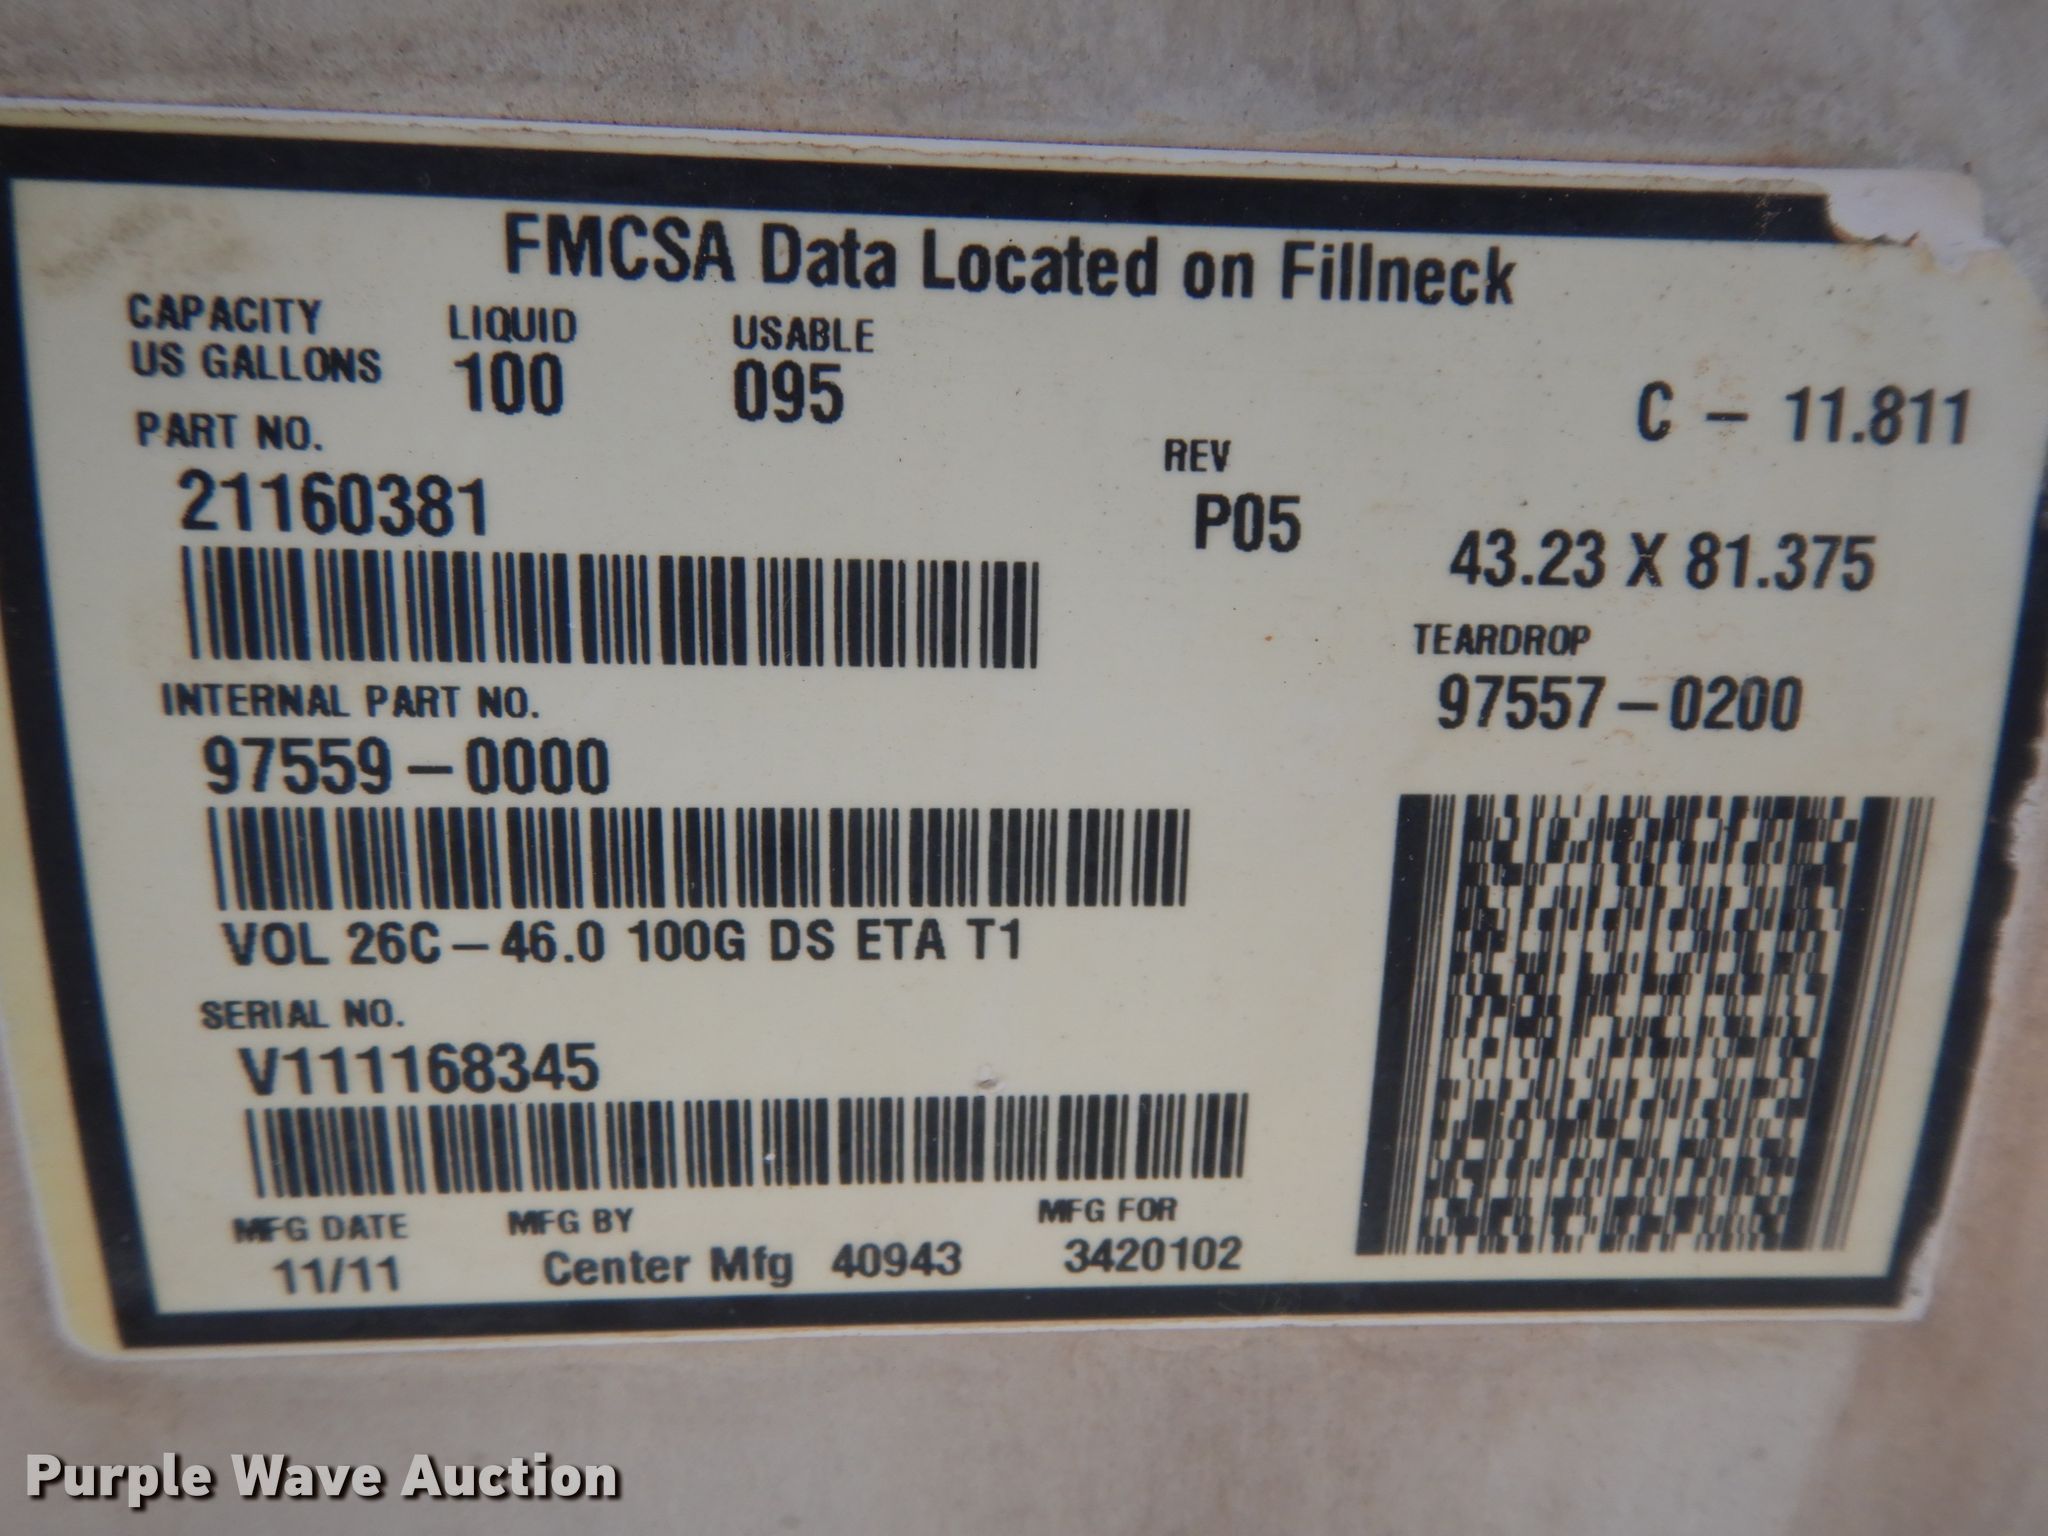 FMCSA Data Located on Fillneck
CAPACITY US GALLONS
LIQUID
100
USABLE
095
C - 11.811
PART NO.
21160381
REV
P05
43.23 X 81.375
TEARDROP
97557-0200
INTERNAL PART NO.
97559-0000
VOL 26C-46.0 100G DS ETA T1
SERIAL NO.
V111168345
MFG DATE
11/11
MFG BY
Center Mfg 40943
MFG FOR
3420102
Purple Wave Auction